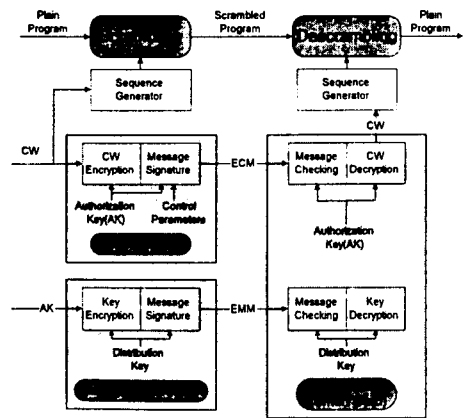 Plain
Program
Scrambled
Program
Descrambling
Plain
Program
Sequence
Generator
Sequence
Generator
CW
CW
CW
Encryption
Message
Signature
ECM
Message
Checking
CW
Decryption
Authorization
Key(AK)
Control
Parameters
Authorization
Key(AK)
AK
Key
Encryption
Message
Signature
EMM
Message
Checking
Key
Decryption
Distribution
Key
Distribution
Key